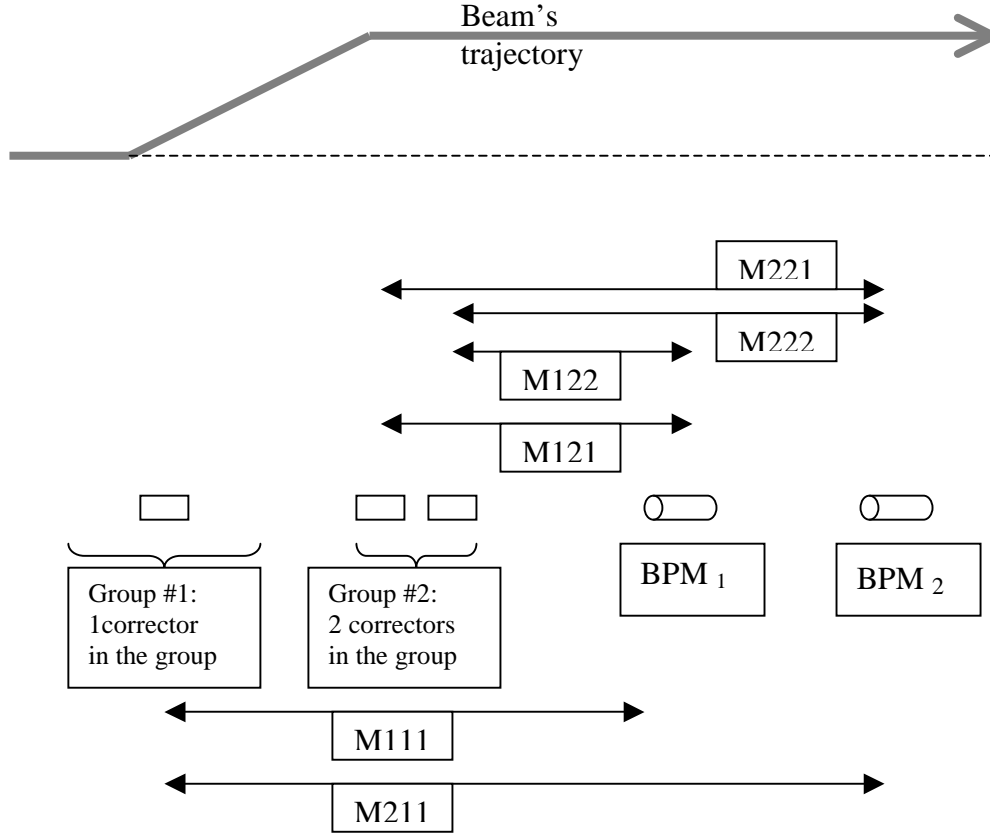 Beam's
trajectory
M221
M222
M122
M121
Group #1:
1corrector
in the group
Group #2:
2 correctors
in the group
BPM 1
BPM 2
M111
M211